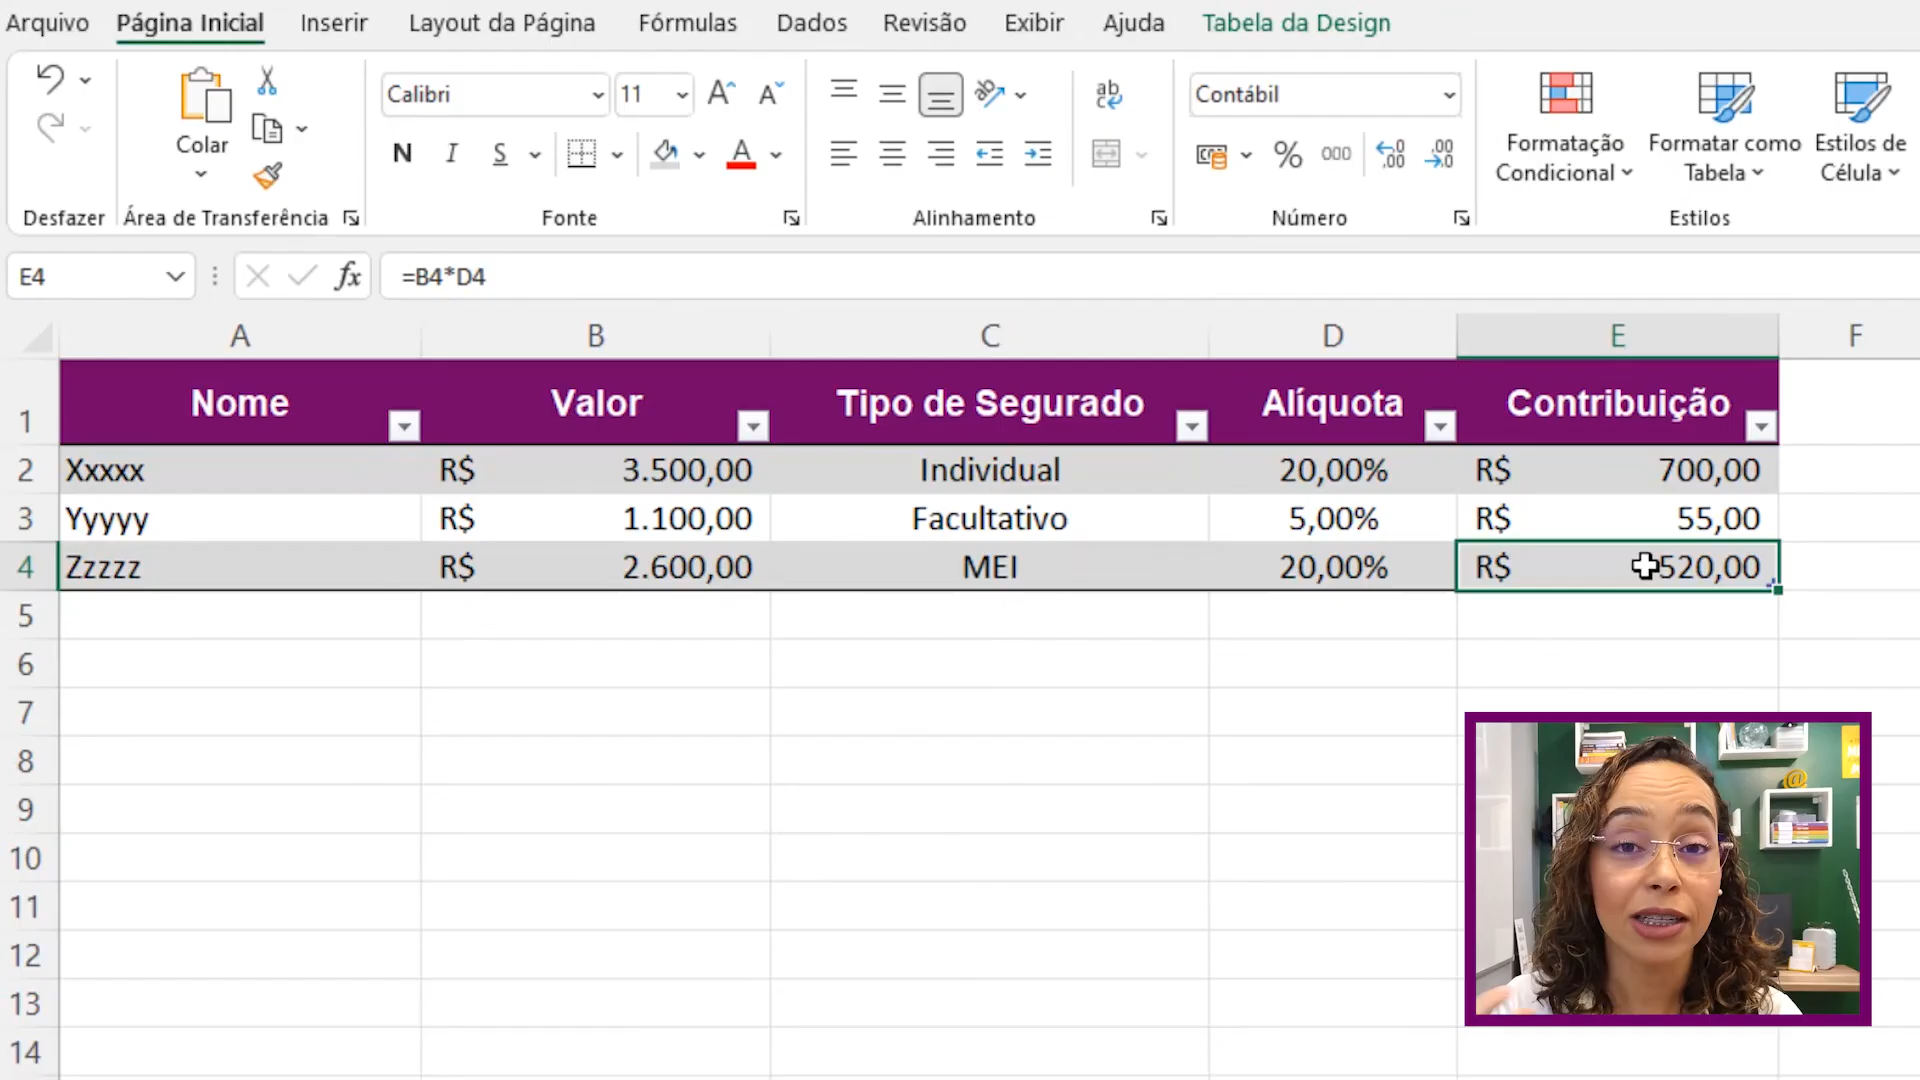 Arquivo Página Inicial Inserir Layout da Página Fórmulas Dados Revisão Exibir Ajuda Tabela da Design
Calibri 11 ab Contábil
Colar N I S A % 000 Formatação Formatar como Estilos de
Condicional Tabela Célula
Desfazer Área de Transferência Fonte Alinhamento Número Estilos
E4 fx =B4*D4
A B C D E F
1 Nome Valor Tipo de Segurado Alíquota Contribuição
2 Xxxxx R$ 3.500,00 Individual 20,00% R$ 700,00
3 Yyyyy R$ 1.100,00 Facultativo 5,00% R$ 55,00
4 Zzzzz R$ 2.600,00 MEI 20,00% R$ 520,00
5
6
7
8
9
10
11
12
13
14